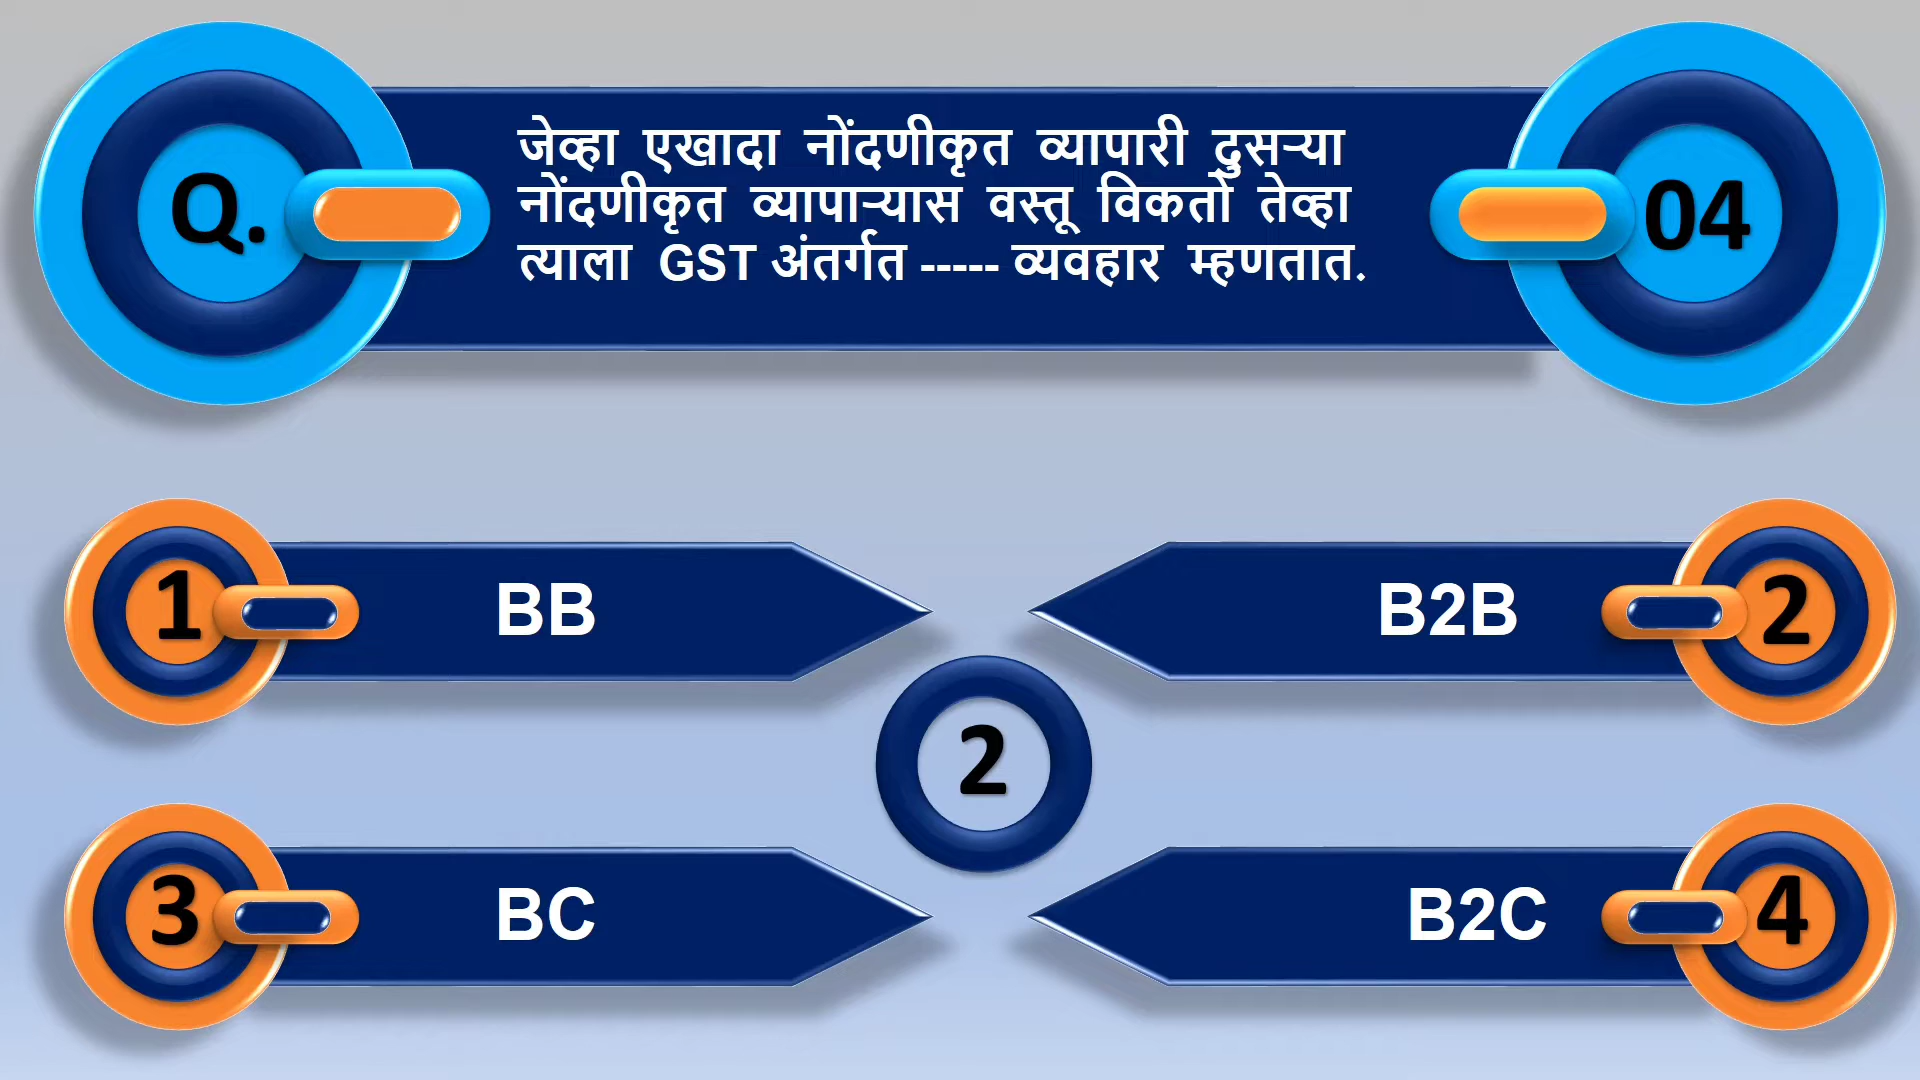 Q.
जेव्हा एखादा नोंदणीकृत व्यापारी दुसऱ्या
नोंदणीकृत व्यापाऱ्यास वस्तू विकतो तेव्हा
त्याला GST अंतर्गत ----- व्यवहार म्हणतात.
04
1 BB
B2B 2
2
3 BC
B2C 4